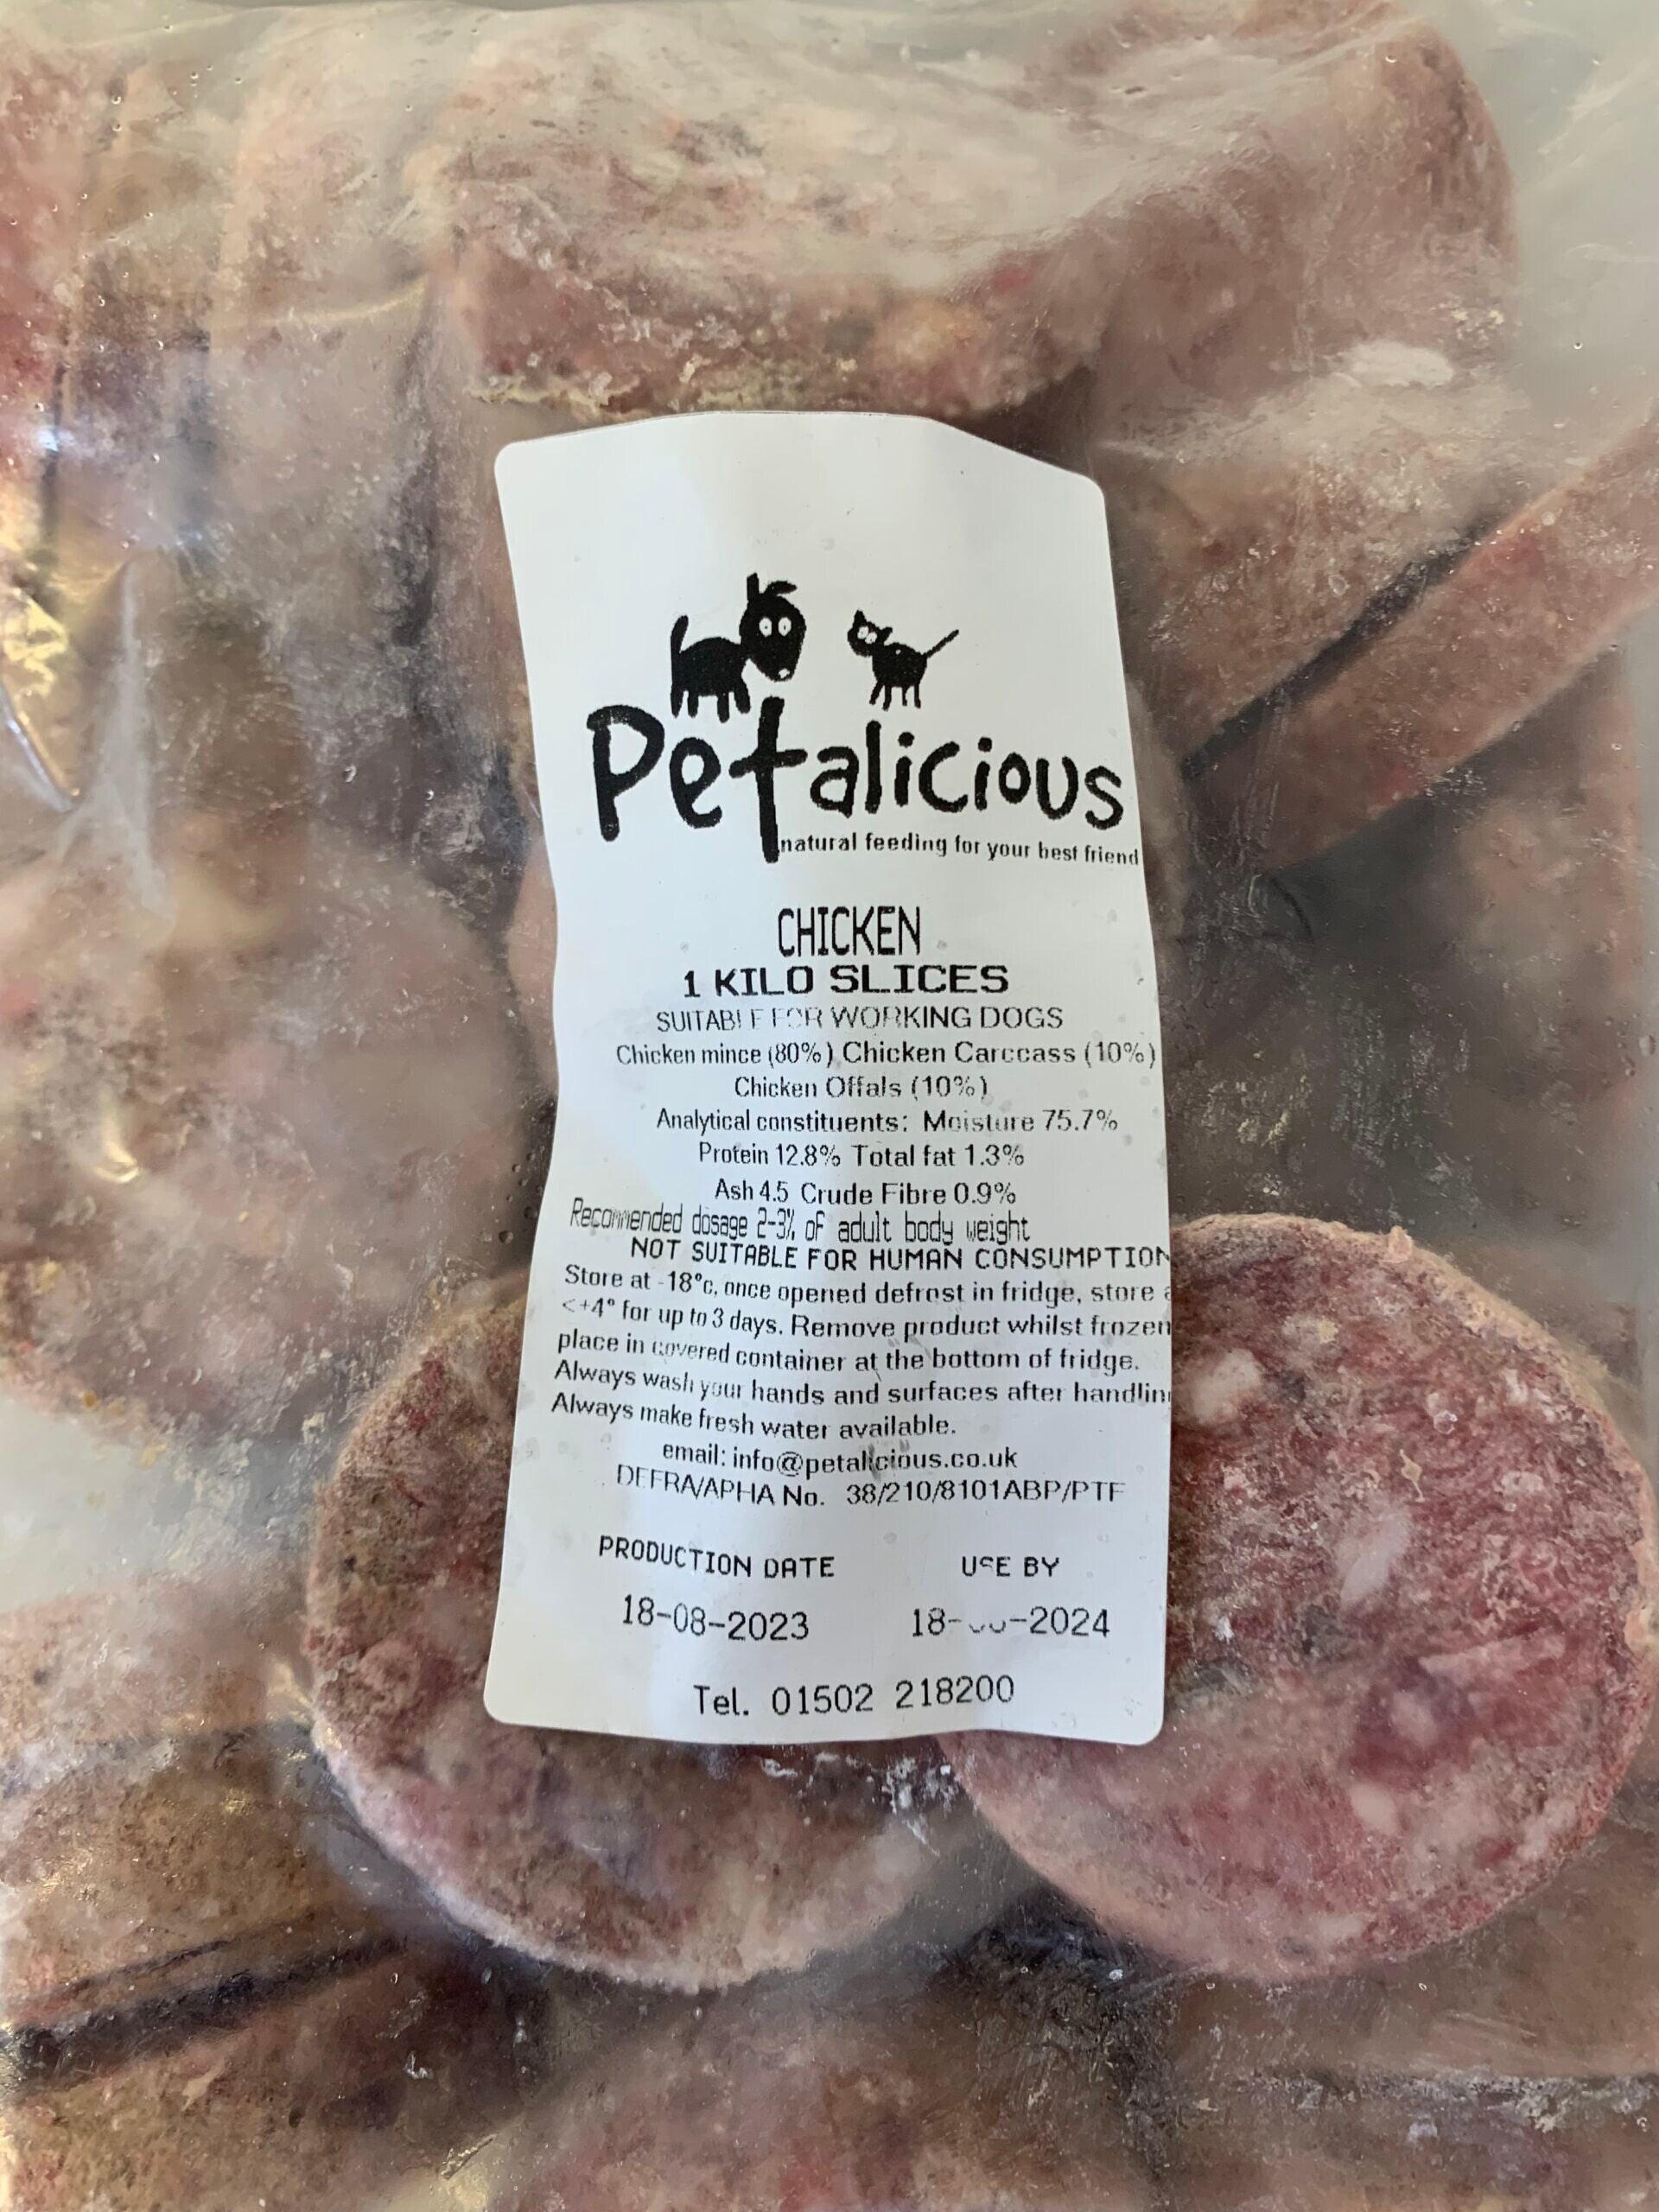 Petalicious
natural feeding for your best friend
CHICKEN
1 KILO SLICES
SUITABLE FOR WORKING DOGS
Chicken mince (80%) Chicken Carccass (10%)
Chicken Offals (10%)
Analytical constituents: Moisture 75.7%
Protein 12.8% Total fat 1.3%
Ash 4.5 Crude Fibre 0.9%
Recommended dosage 2-3% of adult body weight
NOT SUITABLE FOR HUMAN CONSUMPTION
Store at -18°c, once opened defrost in fridge, store a
<+4° for up to 3 days. Remove product whilst frozen
place in covered container at the bottom of fridge.
Always wash your hands and surfaces after handlin
Always make fresh water available.
email: info@petalicious.co.uk
DEFRA/APHA No. 38/210/8101ABP/PTF
PRODUCTION DATE USE BY
18-08-2023 18- -2024
Tel. 01502 218200